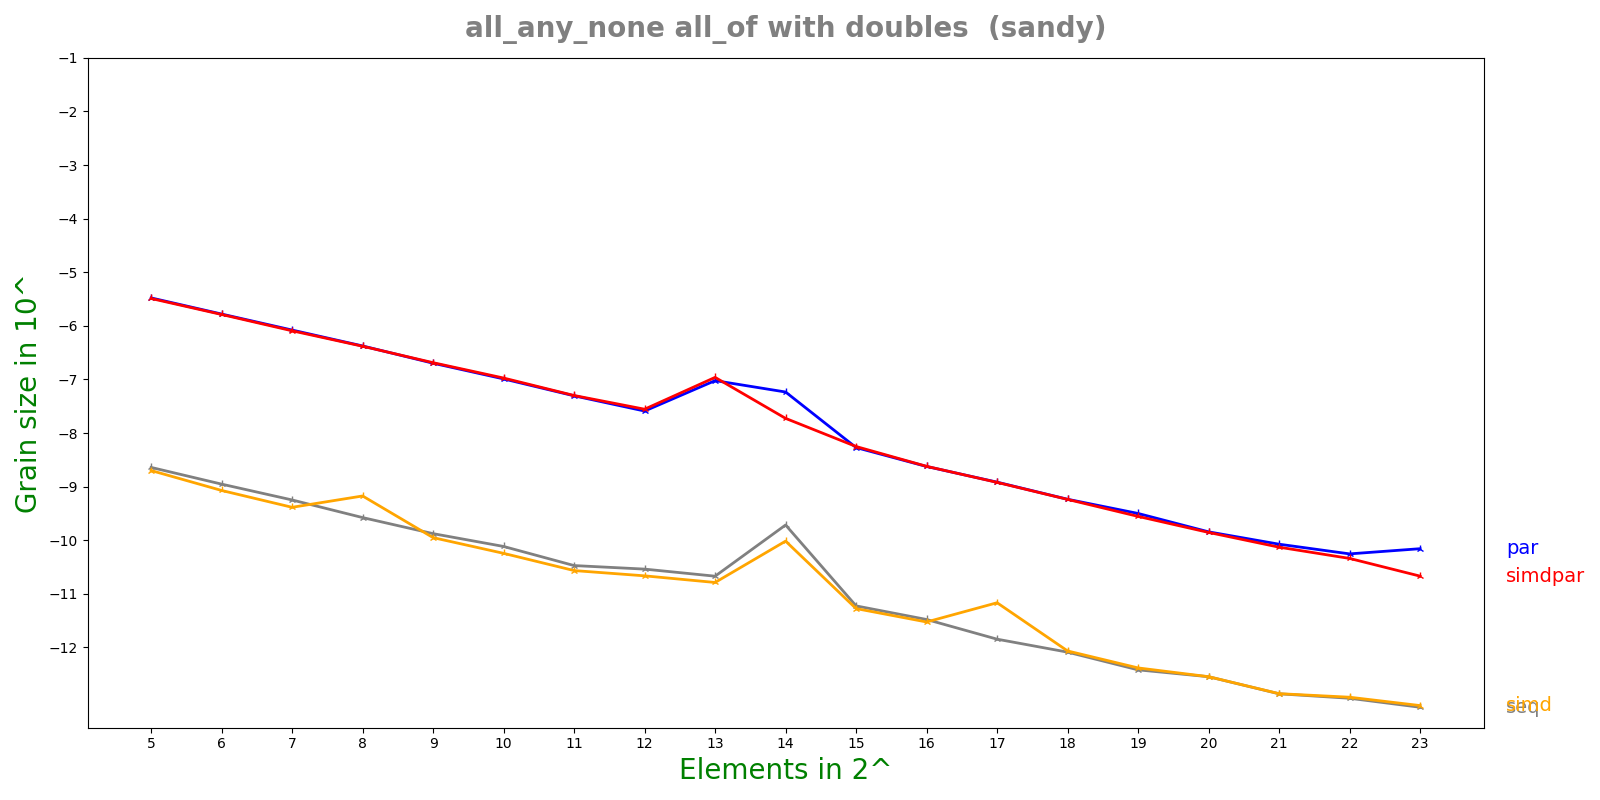 all_any_none all_of with doubles  (sandy)
Grain size in 10^
−1
−2
−3
−4
−5
−6
−7
−8
−9
−10
−11
−12
par
simdpar
simd
seq
5 6 7 8 9 10 11 12 13 14 15 16 17 18 19 20 21 22 23
Elements in 2^